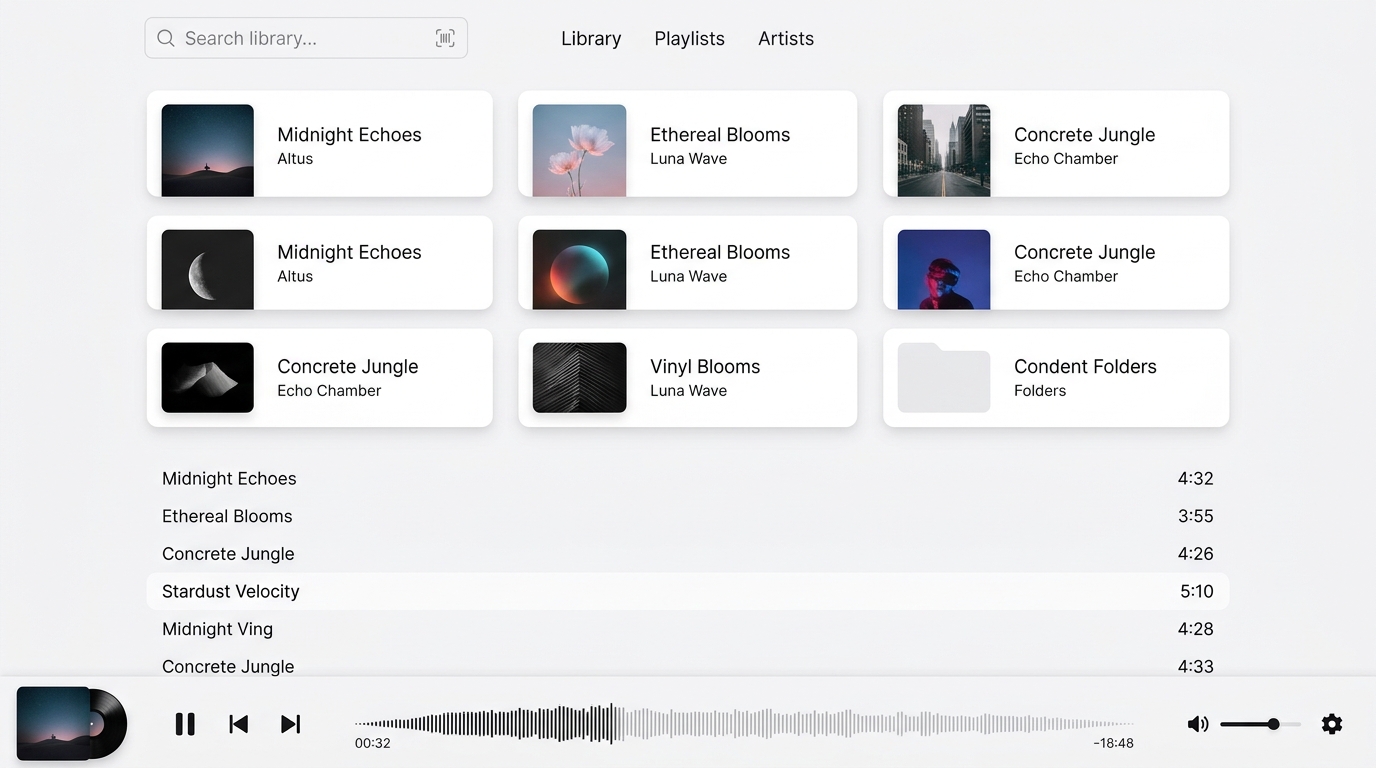 Search library...
Library
Playlists
Artists
Midnight Echoes
Altus
Ethereal Blooms
Luna Wave
Concrete Jungle
Echo Chamber
Midnight Echoes
Altus
Ethereal Blooms
Luna Wave
Concrete Jungle
Echo Chamber
Concrete Jungle
Echo Chamber
Vinyl Blooms
Luna Wave
Condent Folders
Folders
Midnight Echoes 4:32
Ethereal Blooms 3:55
Concrete Jungle 4:26
Stardust Velocity 5:10
Midnight Ving 4:28
Concrete Jungle 4:33
00:32
-18:48